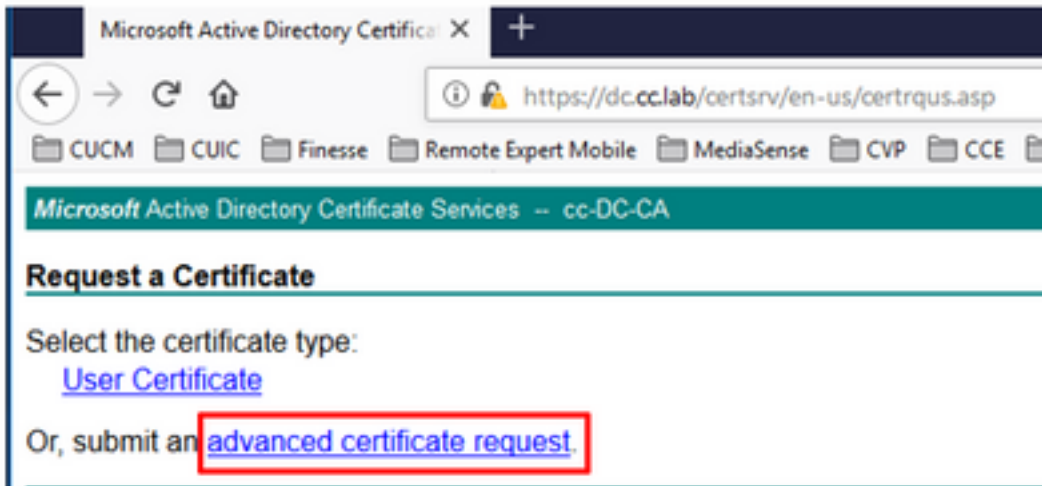 Microsoft Active Directory Certifica
https://dc.cc.lab/certsrv/en-us/certrqus.asp
CUCM CUIC Finesse Remote Expert Mobile MediaSense CVP CCE
Microsoft Active Directory Certificate Services -- cc-DC-CA
Request a Certificate
Select the certificate type:
User Certificate
Or, submit an advanced certificate request.